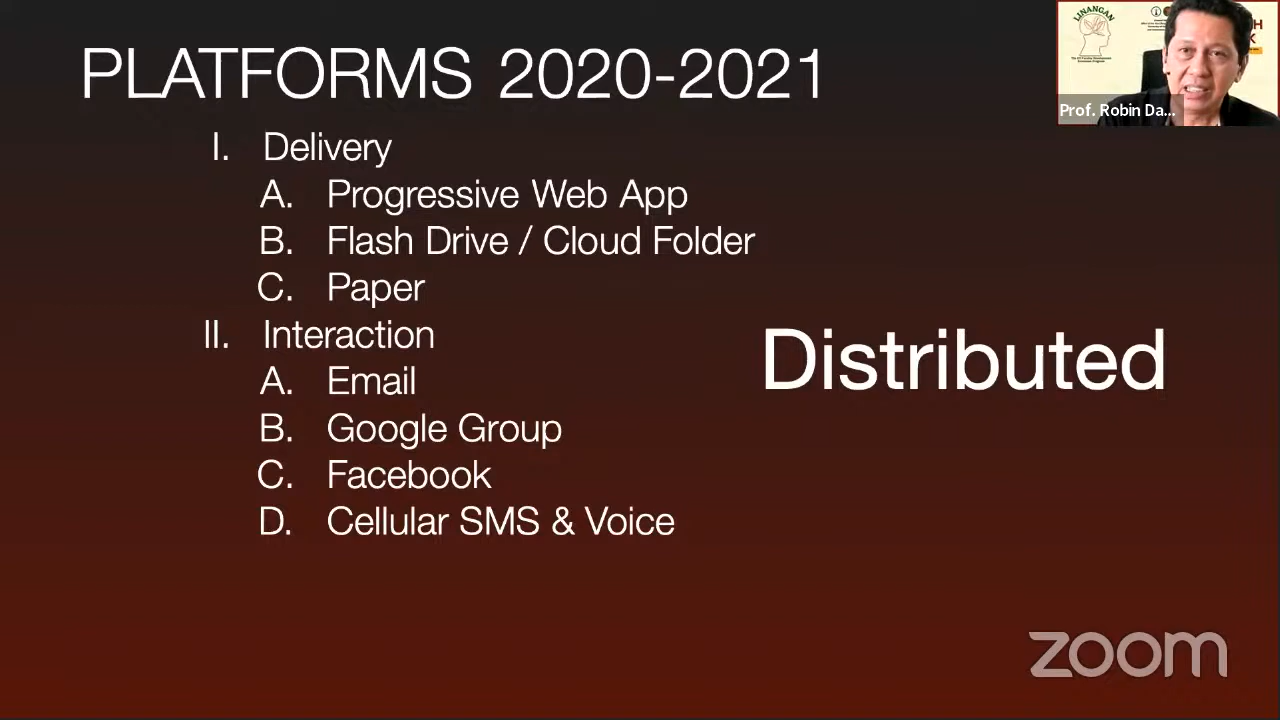 PLATFORMS 2020-2021
I. Delivery
A. Progressive Web App
B. Flash Drive / Cloud Folder
C. Paper
II. Interaction
A. Email
B. Google Group
C. Facebook
D. Cellular SMS & Voice
Distributed
LINANGAN
Prof. Robin Da...
zoom